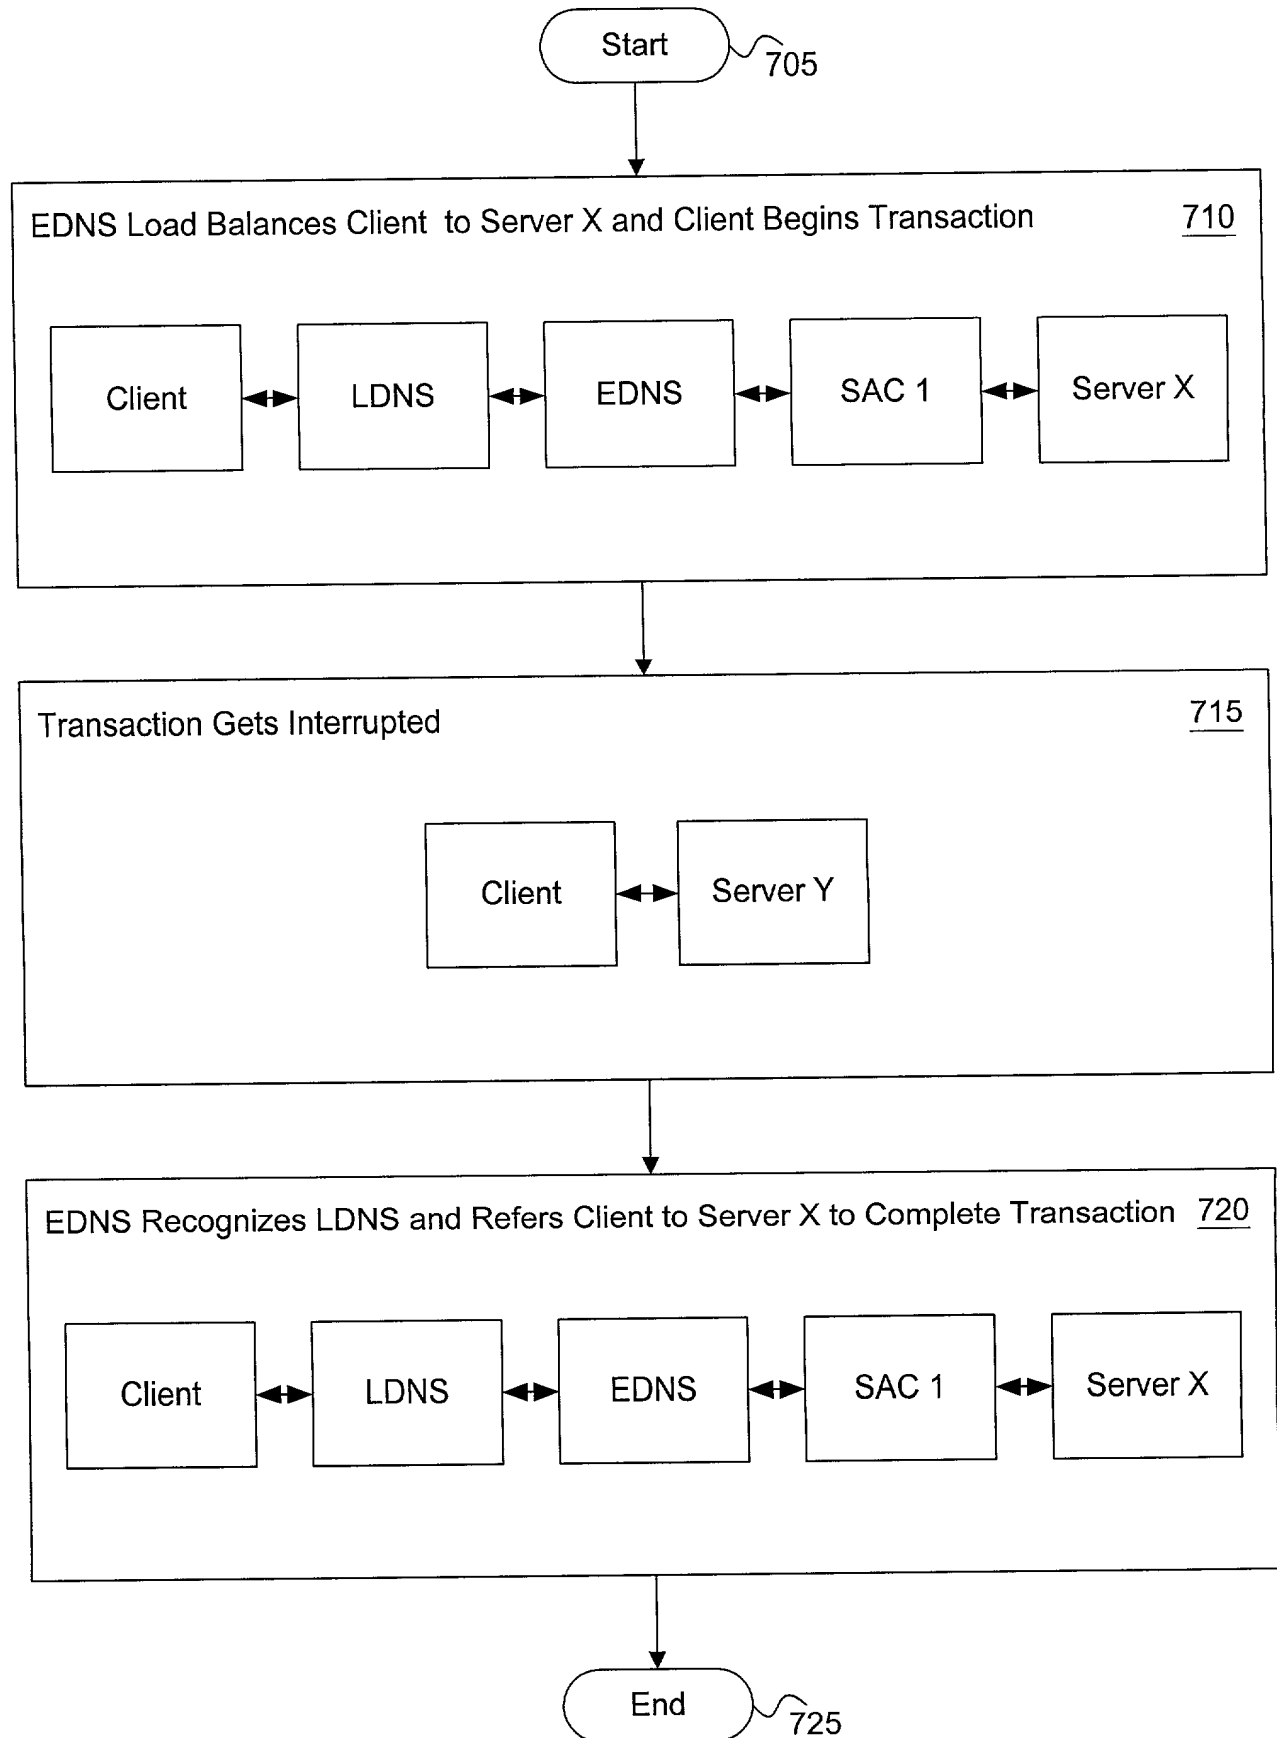 Start
705
EDNS Load Balances Client to Server X and Client Begins Transaction 710
Client LDNS EDNS SAC 1 Server X
Transaction Gets Interrupted 715
Client Server Y
EDNS Recognizes LDNS and Refers Client to Server X to Complete Transaction 720
Client LDNS EDNS SAC 1 Server X
End
725